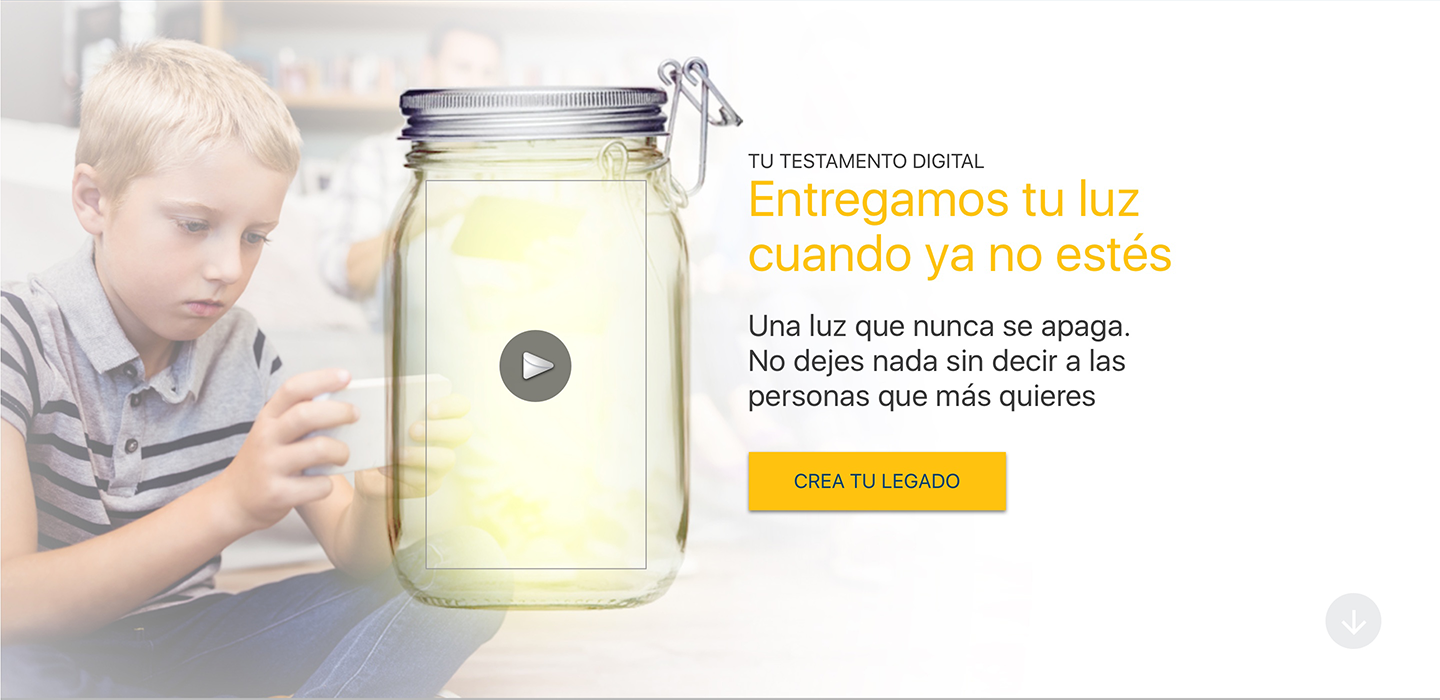 TU TESTAMENTO DIGITAL
Entregamos tu luz
cuando ya no estés
Una luz que nunca se apaga.
No dejes nada sin decir a las
personas que más quieres
CREA TU LEGADO